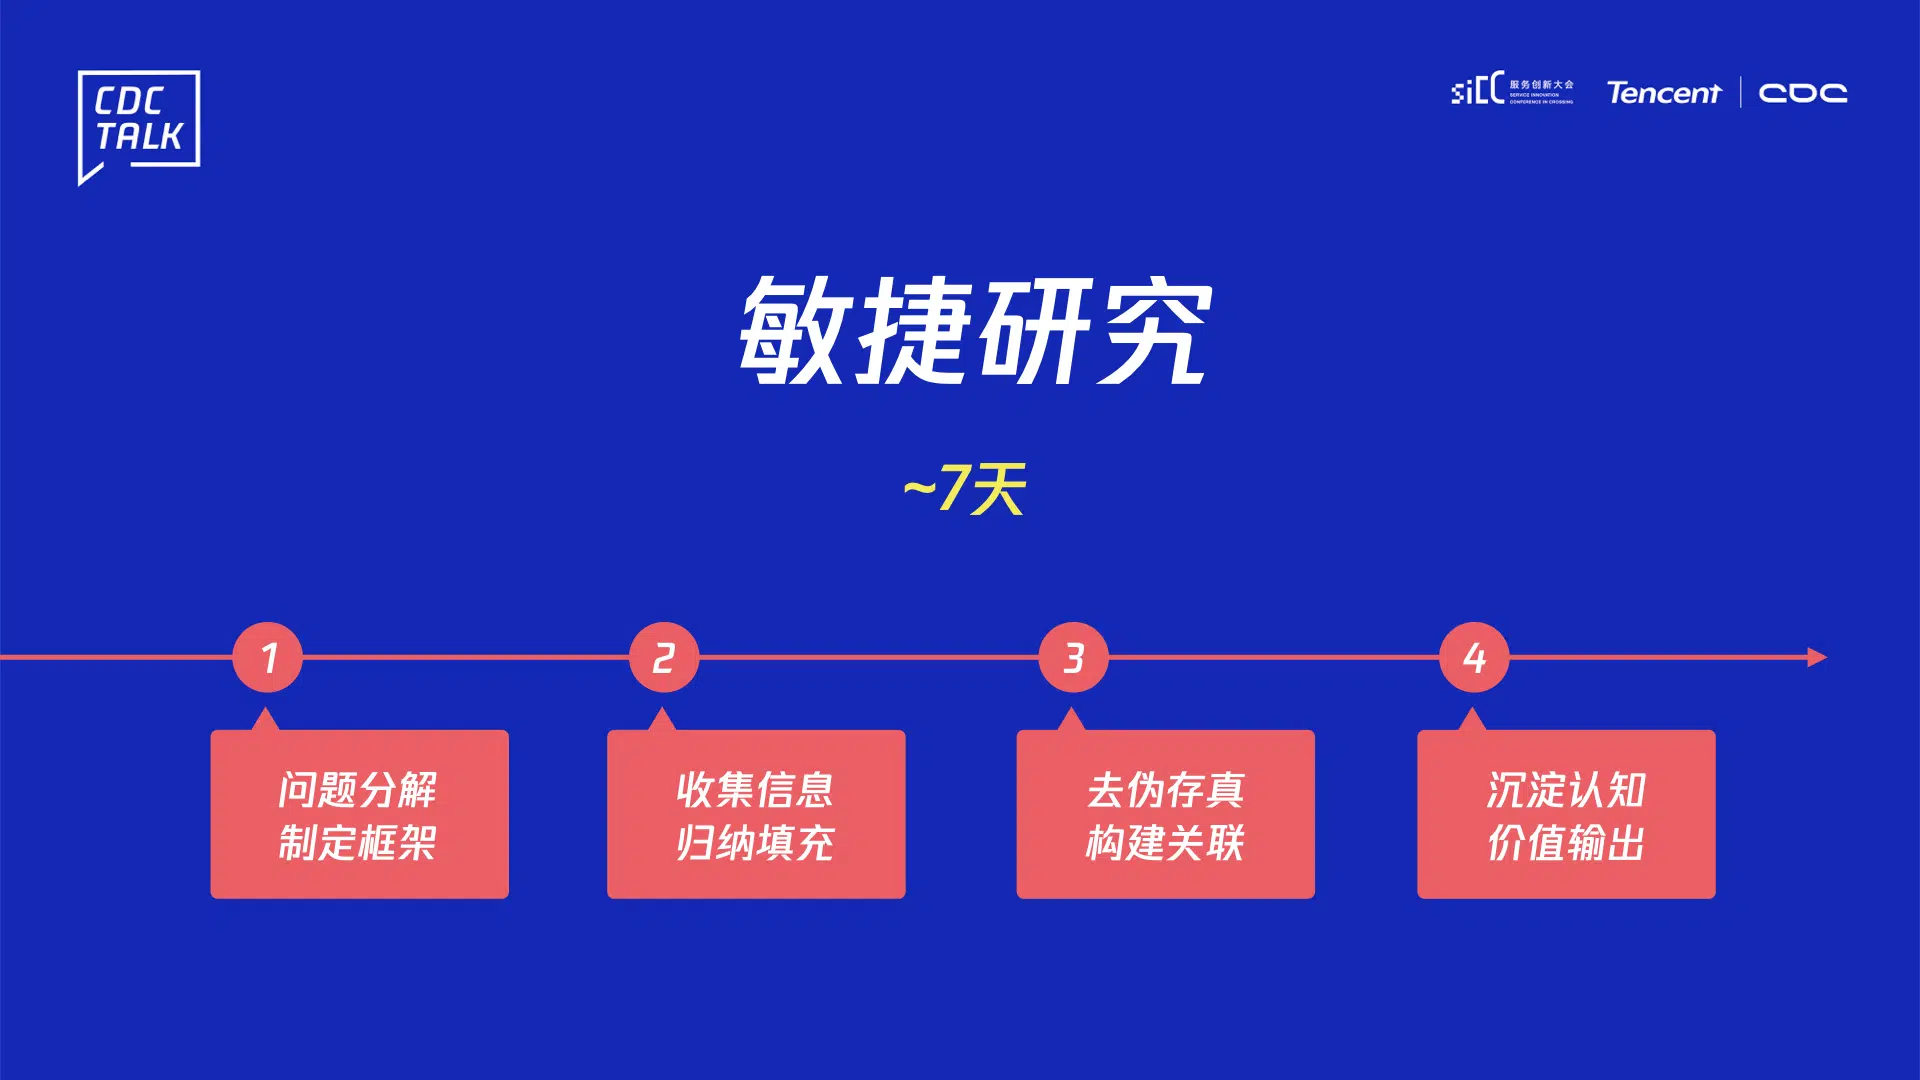 CDC
TALK
SiCC
服务创新大会
SERVICE INNOVATION
CONFERENCE IN CROSSING
Tencent
CDC
敏捷研究
~7天
1
2
3
4
问题分解
制定框架
收集信息
归纳填充
去伪存真
构建关联
沉淀认知
价值输出